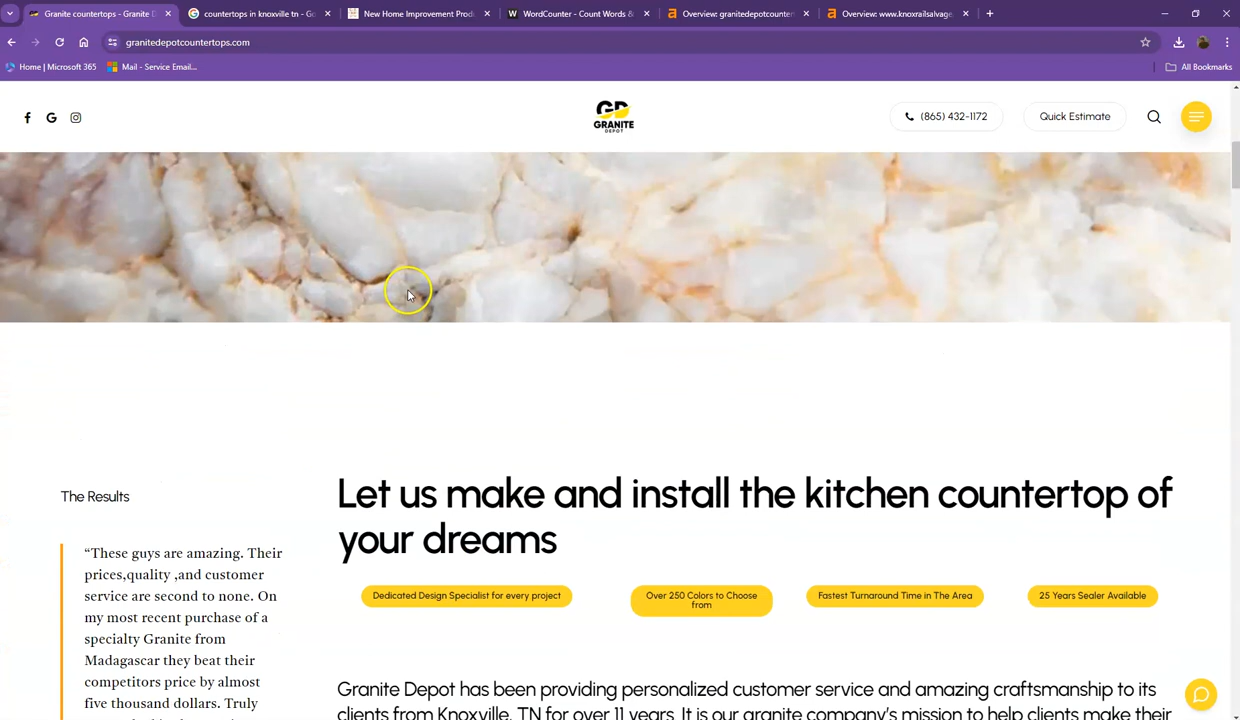 Granite countertops - Granite D
countertops in knoxville tn - Go
New Home Improvement Produ
WordCounter - Count Words &
Overview: granitedepotcounter
Overview: www.knoxrailsalvage
granitedepotcountertops.com
Home | Microsoft 365
Mail - Service Email...
All Bookmarks
GD
GRANITE
DEPOT
(865) 432-1172
Quick Estimate
The Results
“These guys are amazing. Their
prices,quality ,and customer
service are second to none. On
my most recent purchase of a
specialty Granite from
Madagascar they beat their
competitors price by almost
five thousand dollars. Truly
Let us make and install the kitchen countertop of
your dreams
Dedicated Design Specialist for every project
Over 250 Colors to Choose
from
Fastest Turnaround Time in The Area
25 Years Sealer Available
Granite Depot has been providing personalized customer service and amazing craftsmanship to its
clients from Knoxville, TN for over 11 years. It is our granite company’s mission to help clients make their